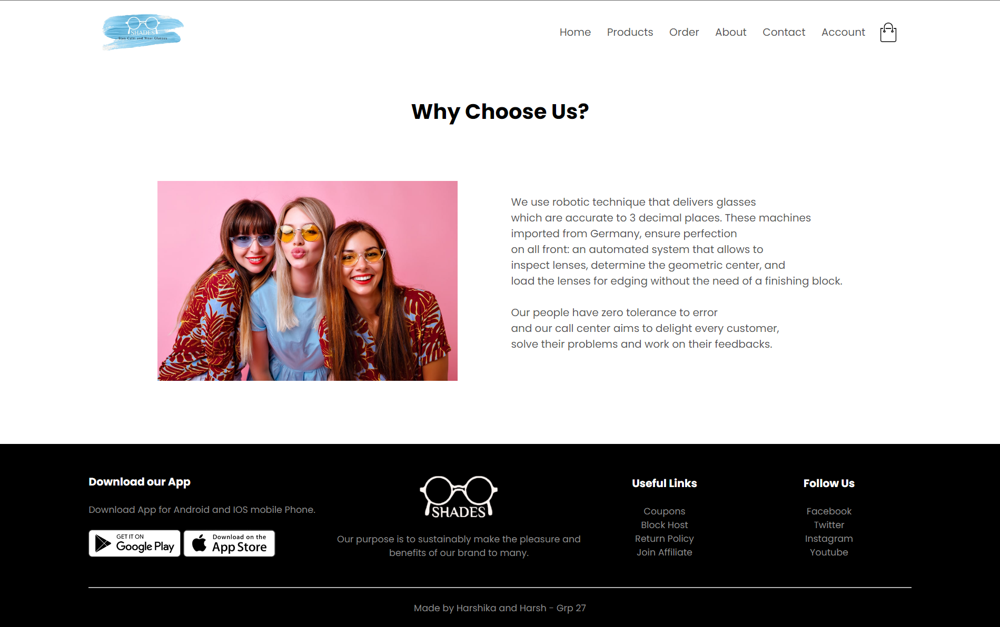 SHADES
Stay Calm and Wear Glasses
Home Products Order About Contact Account
Why Choose Us?
We use robotic technique that delivers glasses
which are accurate to 3 decimal places. These machines
imported from Germany, ensure perfection
on all front: an automated system that allows to
inspect lenses, determine the geometric center, and
load the lenses for edging without the need of a finishing block.
Our people have zero tolerance to error
and our call center aims to delight every customer,
solve their problems and work on their feedbacks.
Download our App
Download App for Android and IOS mobile Phone.
GET IT ON
Google Play
Download on the
App Store
SHADES
Our purpose is to sustainably make the pleasure and
benefits of our brand to many.
Useful Links
Coupons
Block Host
Return Policy
Join Affiliate
Follow Us
Facebook
Twitter
Instagram
Youtube
Made by Harshika and Harsh - Grp 27